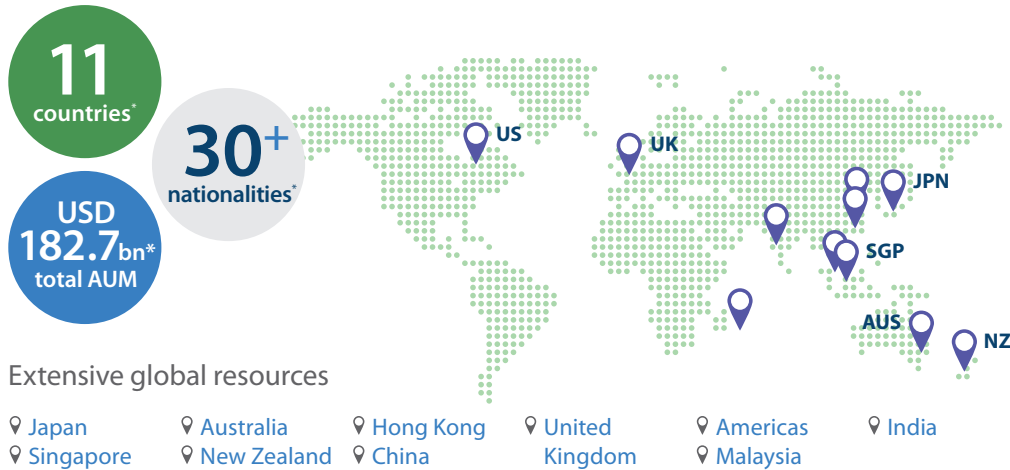 11
countries*
30+
nationalities*
USD
182.7bn*
total AUM
US
UK
JPN
SGP
AUS
NZ
Extensive global resources
Japan
Singapore
Australia
New Zealand
Hong Kong
China
United
Kingdom
Americas
Malaysia
India